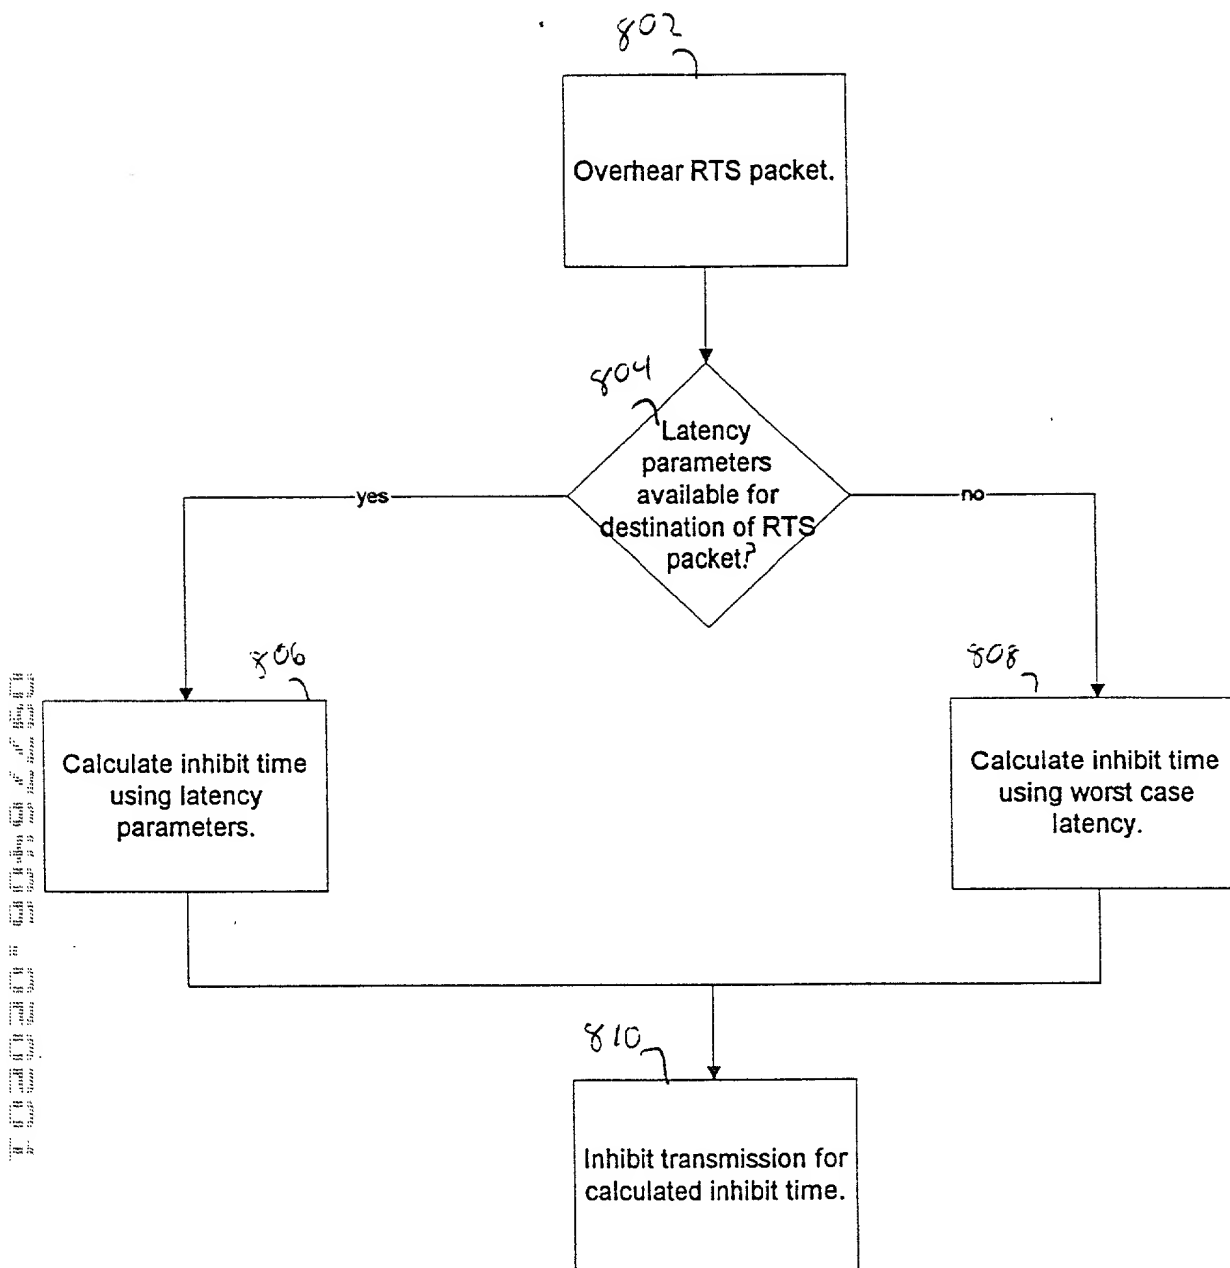 802
Overhear RTS packet.
804
Latency
parameters
available for
destination of RTS
packet?
yes
no
806
808
Calculate inhibit time
using latency
parameters.
Calculate inhibit time
using worst case
latency.
810
Inhibit transmission for
calculated inhibit time.